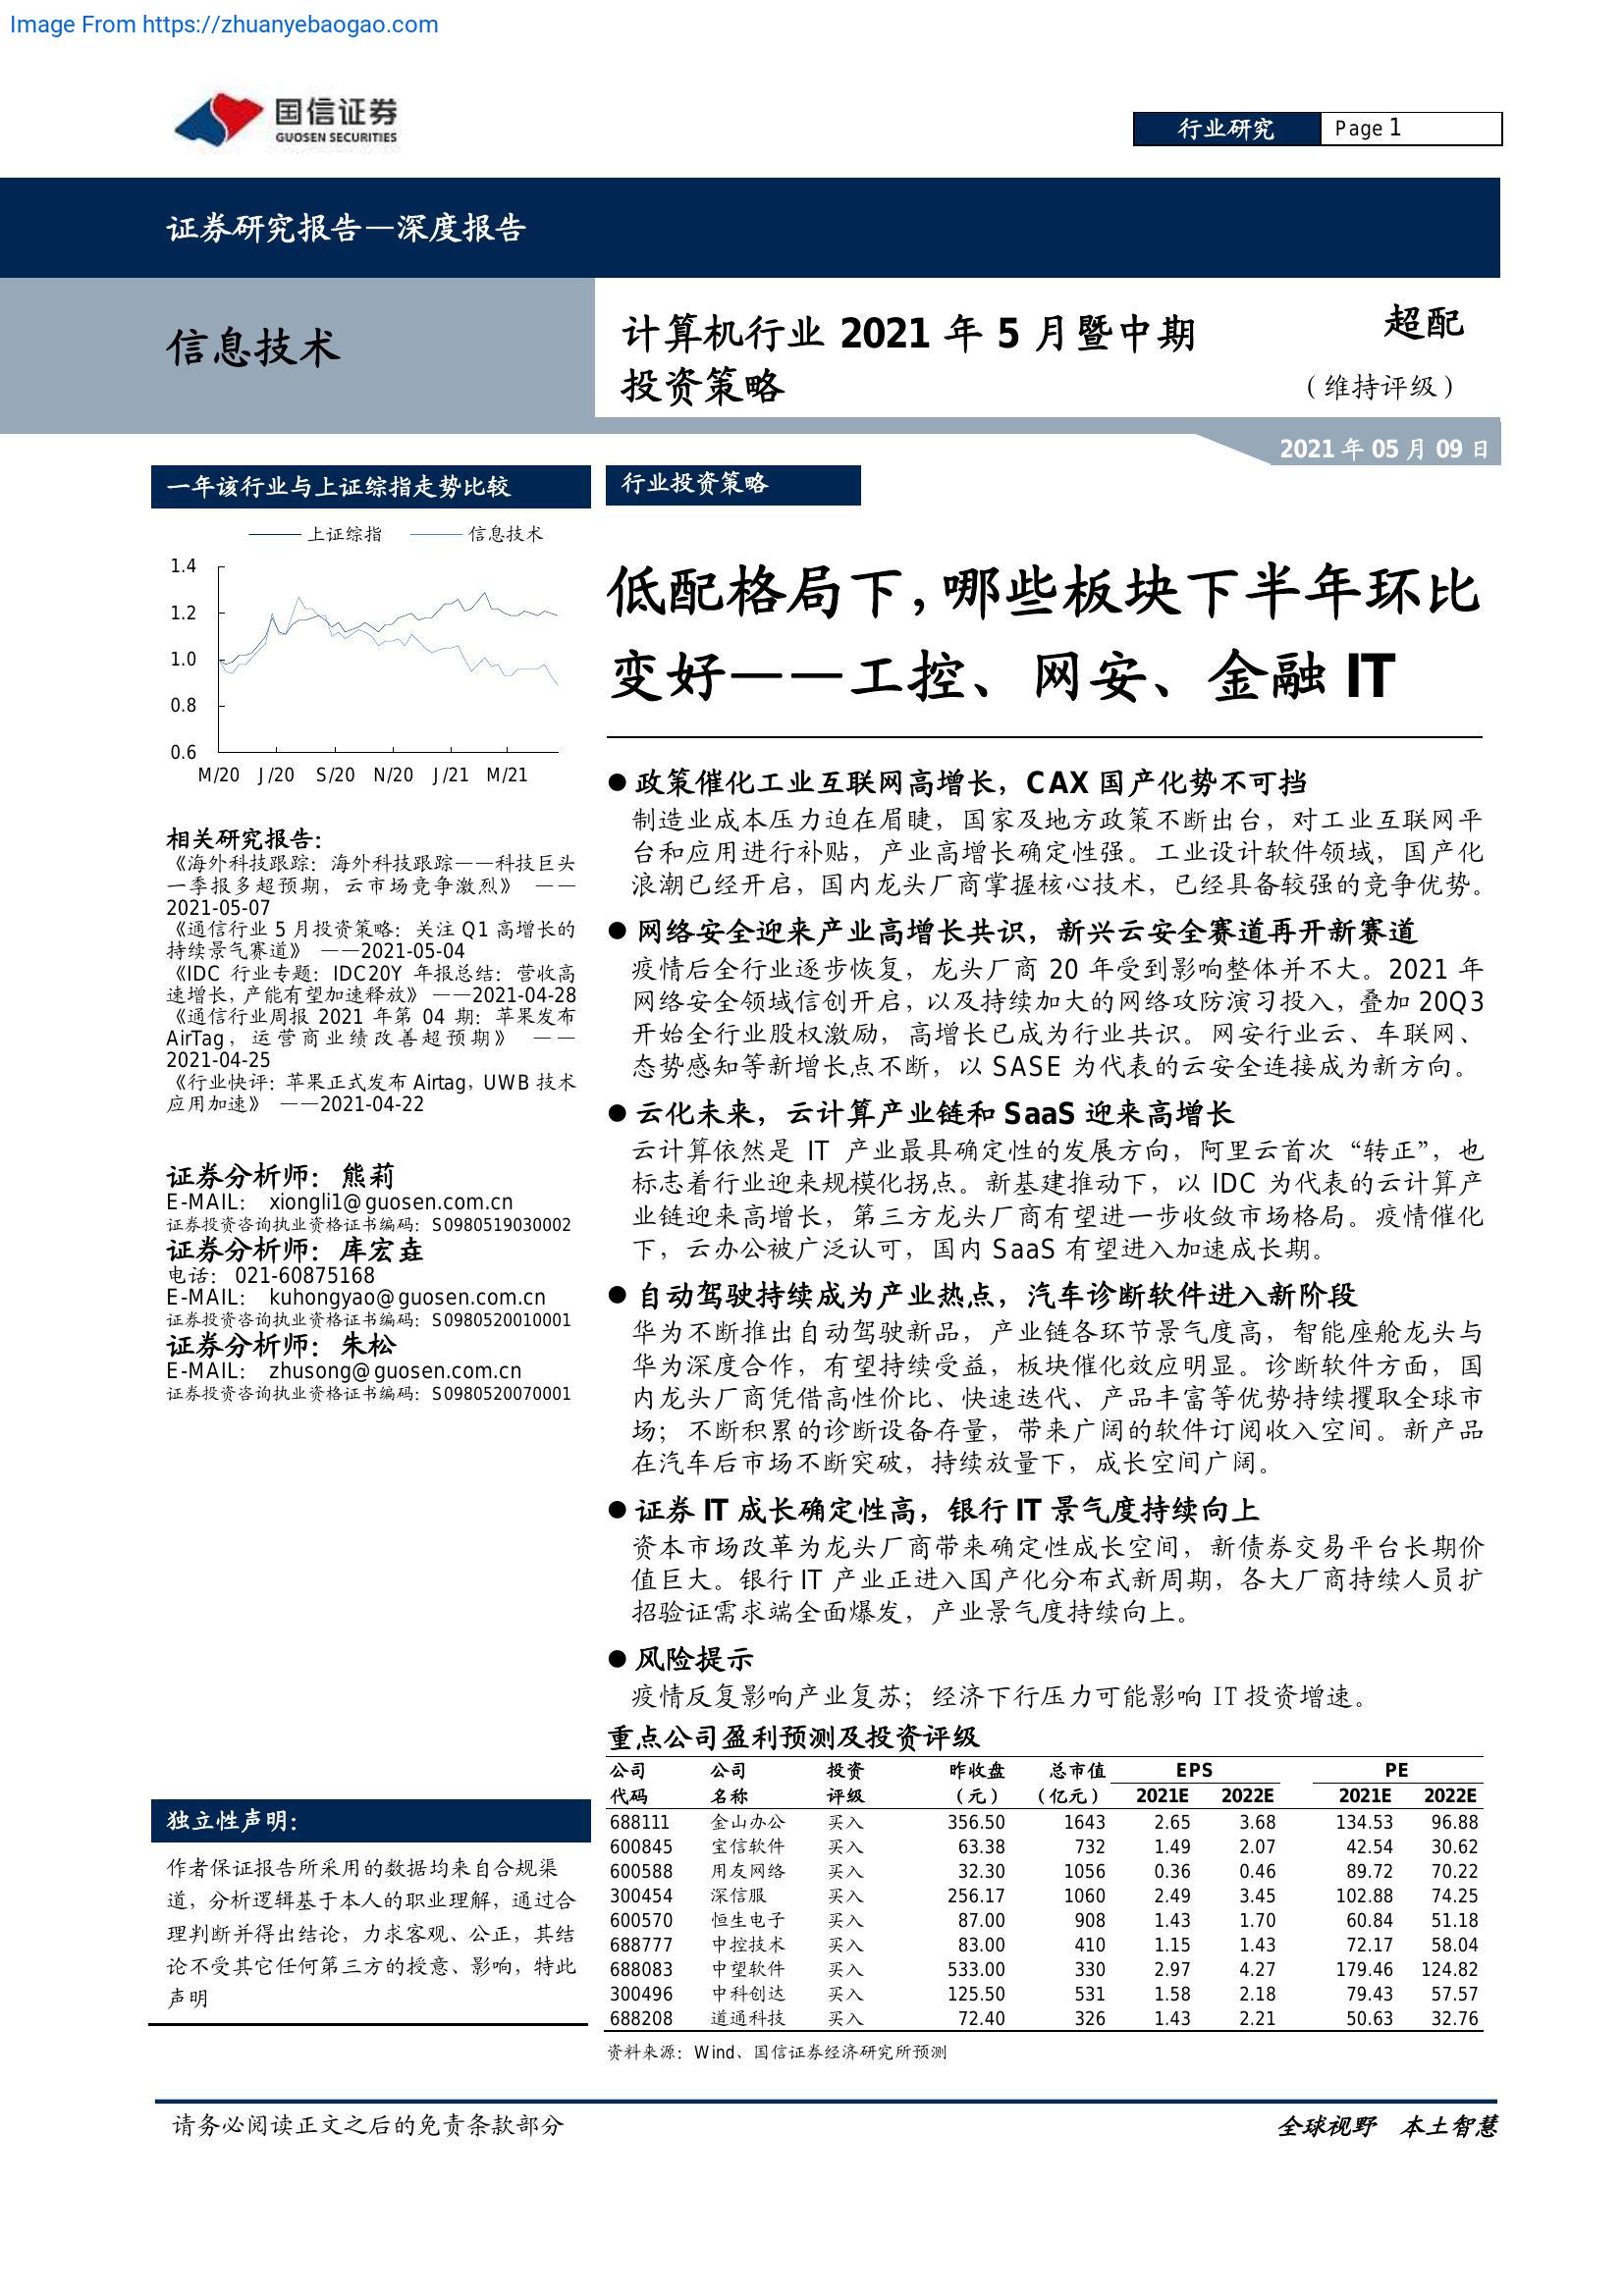 Image From https://zhuanyebaogao.com
国信证券
GUOSEN SECURITIES
行业研究
Page 1
证券研究报告—深度报告
信息技术
计算机行业 2021 年 5 月暨中期
投资策略
超配
（维持评级）
2021 年 05 月 09 日
一年该行业与上证综指走势比较
上证综指 信息技术
1.4
1.2
1.0
0.8
0.6
M/20 J/20 S/20 N/20 J/21 M/21
相关研究报告：
《海外科技跟踪：海外科技跟踪——科技巨头
一季报多超预期，云市场竞争激烈》 ——
2021-05-07
《通信行业 5 月投资策略：关注 Q1 高增长的
持续景气赛道》 ——2021-05-04
《IDC 行业专题：IDC20Y 年报总结：营收高
速增长，产能有望加速释放》 ——2021-04-28
《通信行业周报 2021 年第 04 期：苹果发布
AirTag，运营商业绩改善超预期》 ——
2021-04-25
《行业快评：苹果正式发布 Airtag，UWB 技术
应用加速》 ——2021-04-22
证券分析师：熊莉
E-MAIL： xiongli1@guosen.com.cn
证券投资咨询执业资格证书编码：S0980519030002
证券分析师：库宏垚
电话： 021-60875168
E-MAIL： kuhongyao@guosen.com.cn
证券投资咨询执业资格证书编码：S0980520010001
证券分析师：朱松
E-MAIL： zhusong@guosen.com.cn
证券投资咨询执业资格证书编码：S0980520070001
独立性声明：
作者保证报告所采用的数据均来自合规渠
道，分析逻辑基于本人的职业理解，通过合
理判断并得出结论，力求客观、公正，其结
论不受其它任何第三方的授意、影响，特此
声明
行业投资策略
低配格局下，哪些板块下半年环比
变好——工控、网安、金融 IT
● 政策催化工业互联网高增长，CAX 国产化势不可挡
制造业成本压力迫在眉睫，国家及地方政策不断出台，对工业互联网平
台和应用进行补贴，产业高增长确定性强。工业设计软件领域，国产化
浪潮已经开启，国内龙头厂商掌握核心技术，已经具备较强的竞争优势。
● 网络安全迎来产业高增长共识，新兴云安全赛道再开新赛道
疫情后全行业逐步恢复，龙头厂商 20 年受到影响整体并不大。2021 年
网络安全领域信创开启，以及持续加大的网络攻防演习投入，叠加 20Q3
开始全行业股权激励，高增长已成为行业共识。网安行业云、车联网、
态势感知等新增长点不断，以 SASE 为代表的云安全连接成为新方向。
● 云化未来，云计算产业链和 SaaS 迎来高增长
云计算依然是 IT 产业最具确定性的发展方向，阿里云首次“转正”，也
标志着行业迎来规模化拐点。新基建推动下，以 IDC 为代表的云计算产
业链迎来高增长，第三方龙头厂商有望进一步收敛市场格局。疫情催化
下，云办公被广泛认可，国内 SaaS 有望进入加速成长期。
● 自动驾驶持续成为产业热点，汽车诊断软件进入新阶段
华为不断推出自动驾驶新品，产业链各环节景气度高，智能座舱龙头与
华为深度合作，有望持续受益，板块催化效应明显。诊断软件方面，国
内龙头厂商凭借高性价比、快速迭代、产品丰富等优势持续攫取全球市
场；不断积累的诊断设备存量，带来广阔的软件订阅收入空间。新产品
在汽车后市场不断突破，持续放量下，成长空间广阔。
● 证券 IT 成长确定性高，银行 IT 景气度持续向上
资本市场改革为龙头厂商带来确定性成长空间，新债券交易平台长期价
值巨大。银行 IT 产业正进入国产化分布式新周期，各大厂商持续人员扩
招验证需求端全面爆发，产业景气度持续向上。
● 风险提示
疫情反复影响产业复苏；经济下行压力可能影响 IT 投资增速。
重点公司盈利预测及投资评级
公司 公司 投资 昨收盘 总市值 EPS PE
代码 名称 评级 （元） （亿元） 2021E 2022E 2021E 2022E
688111 金山办公 买入 356.50 1643 2.65 3.68 134.53 96.88
600845 宝信软件 买入 63.38 732 1.49 2.07 42.54 30.62
600588 用友网络 买入 32.30 1056 0.36 0.46 89.72 70.22
300454 深信服 买入 256.17 1060 2.49 3.45 102.88 74.25
600570 恒生电子 买入 87.00 908 1.43 1.70 60.84 51.18
688777 中控技术 买入 83.00 410 1.15 1.43 72.17 58.04
688083 中望软件 买入 533.00 330 2.97 4.27 179.46 124.82
300496 中科创达 买入 125.50 531 1.58 2.18 79.43 57.57
688208 道通科技 买入 72.40 326 1.43 2.21 50.63 32.76
资料来源：Wind、国信证券经济研究所预测
请务必阅读正文之后的免责条款部分
全球视野 本土智慧